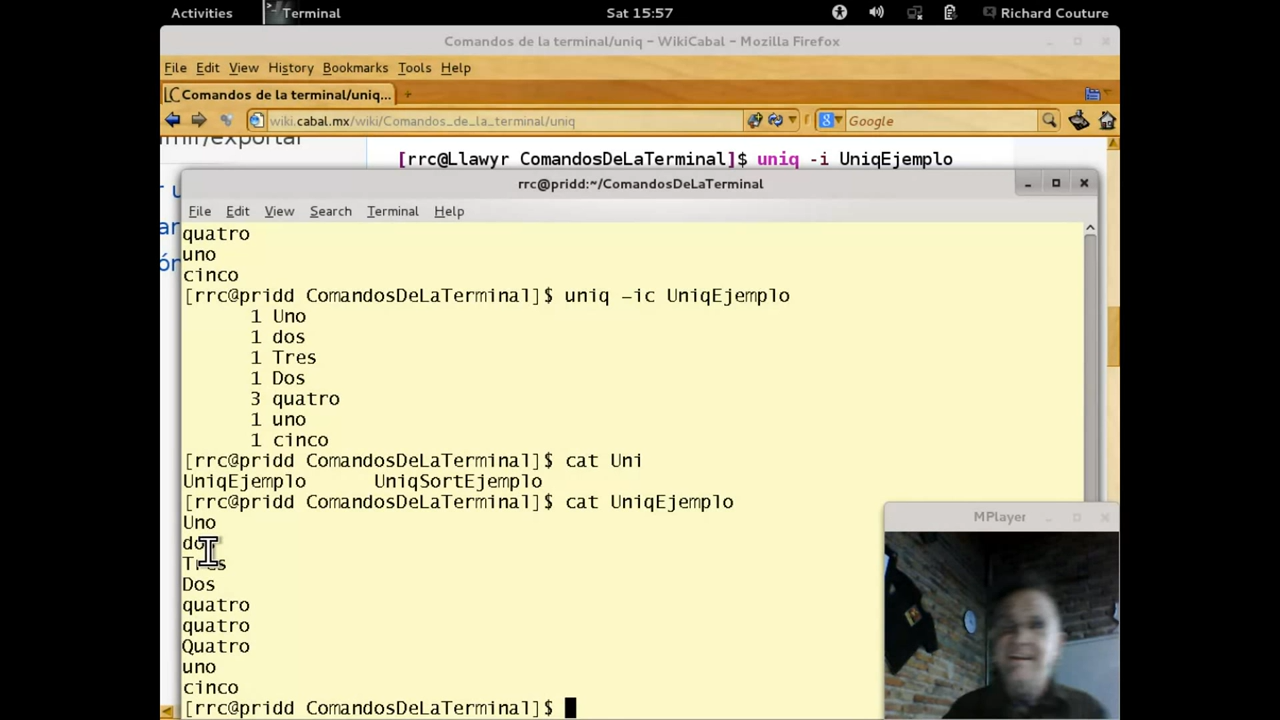 Activities Terminal Sat 15:57 Richard Couture
Comandos de la terminal/uniq - WikiCabal - Mozilla Firefox
File Edit View History Bookmarks Tools Help
Comandos de la terminal/uniq...
wiki.cabal.mx/wiki/Comandos_de_la_terminal/uniq Google
[rrc@Llawyr ComandosDeLaTerminal]$ uniq -i UniqEjemplo
rrc@pridd:~/ComandosDeLaTerminal
File Edit View Search Terminal Help
quatro
uno
cinco
[rrc@pridd ComandosDeLaTerminal]$ uniq -ic UniqEjemplo
1 Uno
1 dos
1 Tres
1 Dos
3 quatro
1 uno
1 cinco
[rrc@pridd ComandosDeLaTerminal]$ cat Uni
UniqEjemplo UniqSortEjemplo
[rrc@pridd ComandosDeLaTerminal]$ cat UniqEjemplo
Uno
dos
Tres
Dos
quatro
quatro
Quatro
uno
cinco
[rrc@pridd ComandosDeLaTerminal]$
MPlayer